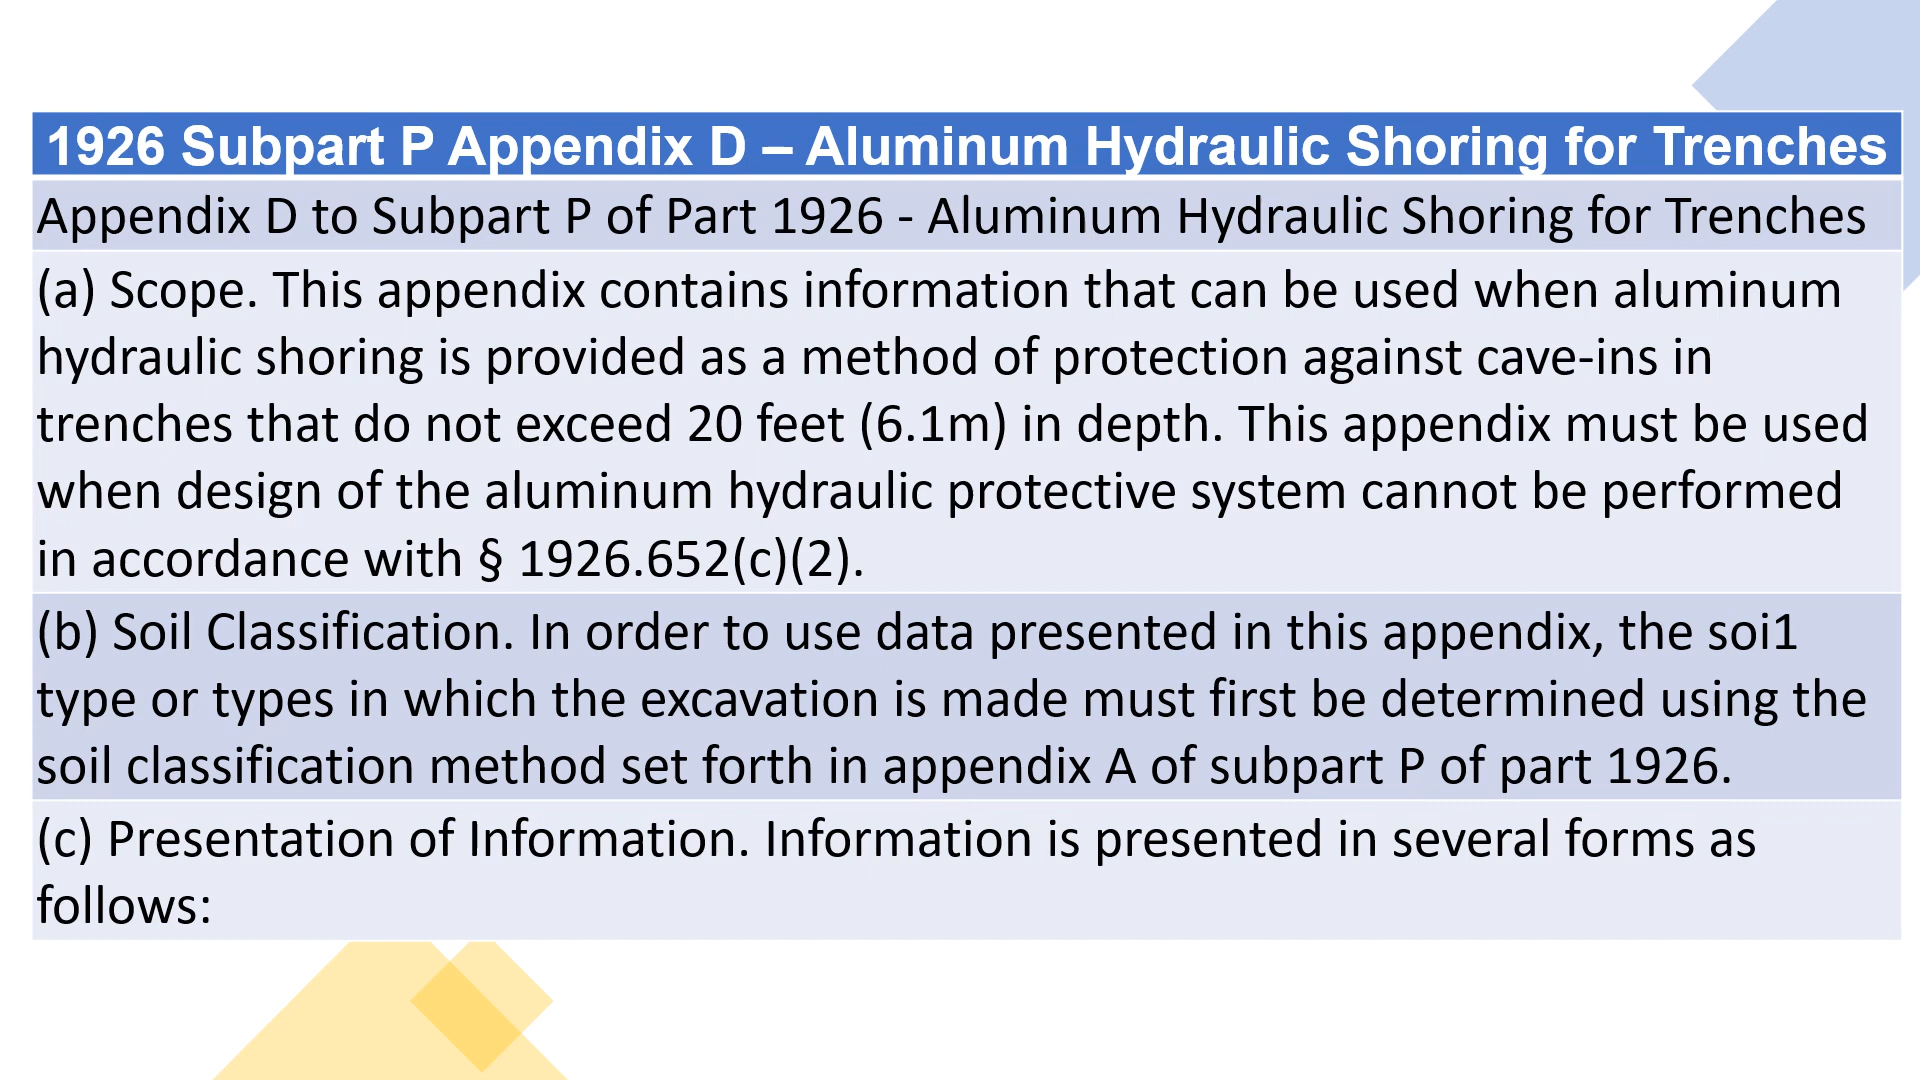 1926 Subpart P Appendix D – Aluminum Hydraulic Shoring for Trenches
Appendix D to Subpart P of Part 1926 - Aluminum Hydraulic Shoring for Trenches
(a) Scope. This appendix contains information that can be used when aluminum
hydraulic shoring is provided as a method of protection against cave-ins in
trenches that do not exceed 20 feet (6.1m) in depth. This appendix must be used
when design of the aluminum hydraulic protective system cannot be performed
in accordance with § 1926.652(c)(2).
(b) Soil Classification. In order to use data presented in this appendix, the soi1
type or types in which the excavation is made must first be determined using the
soil classification method set forth in appendix A of subpart P of part 1926.
(c) Presentation of Information. Information is presented in several forms as
follows: